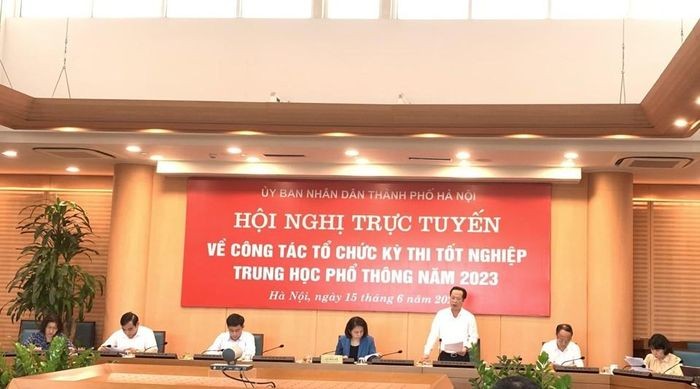 ỦY BAN NHÂN DÂN THÀNH PHỐ HÀ NỘI
HỘI NGHỊ TRỰC TUYẾN
VỀ CÔNG TÁC TỔ CHỨC KỲ THI TỐT NGHIỆP
TRUNG HỌC PHỔ THÔNG NĂM 2023
Hà Nội, ngày 15 tháng 6 năm